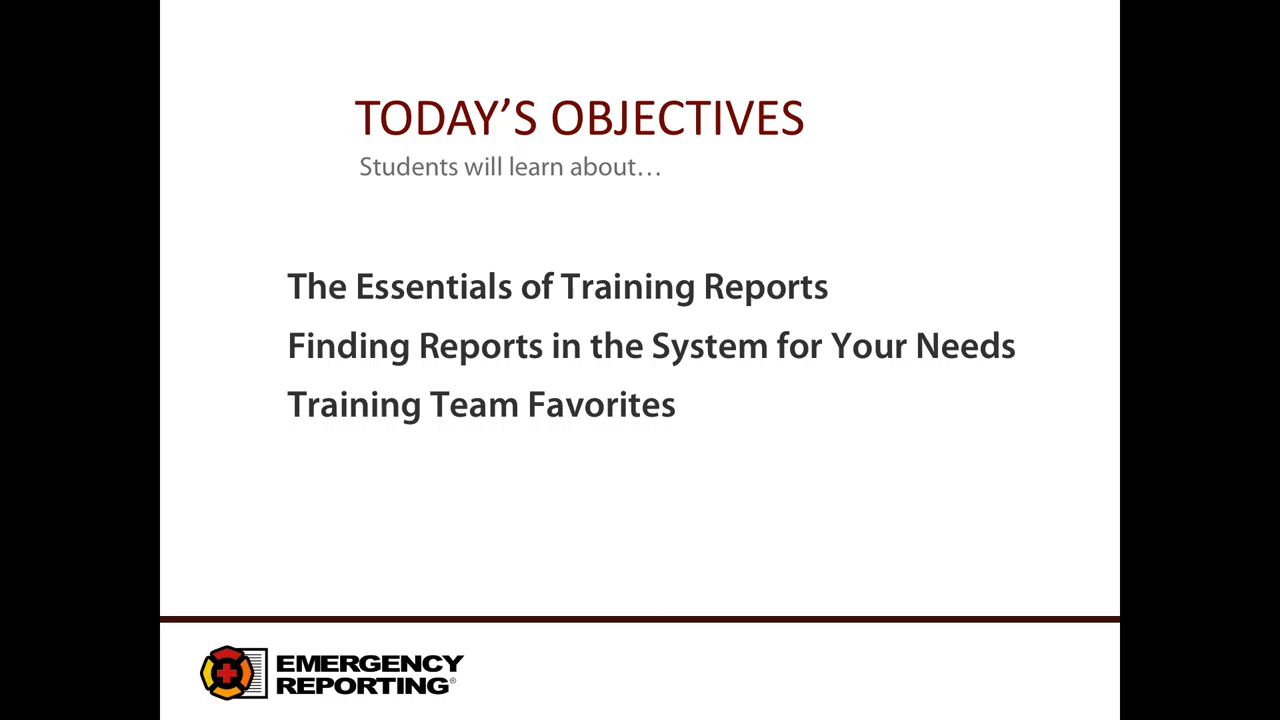 TODAY’S OBJECTIVES
Students will learn about…
The Essentials of Training Reports
Finding Reports in the System for Your Needs
Training Team Favorites
EMERGENCY
REPORTING®